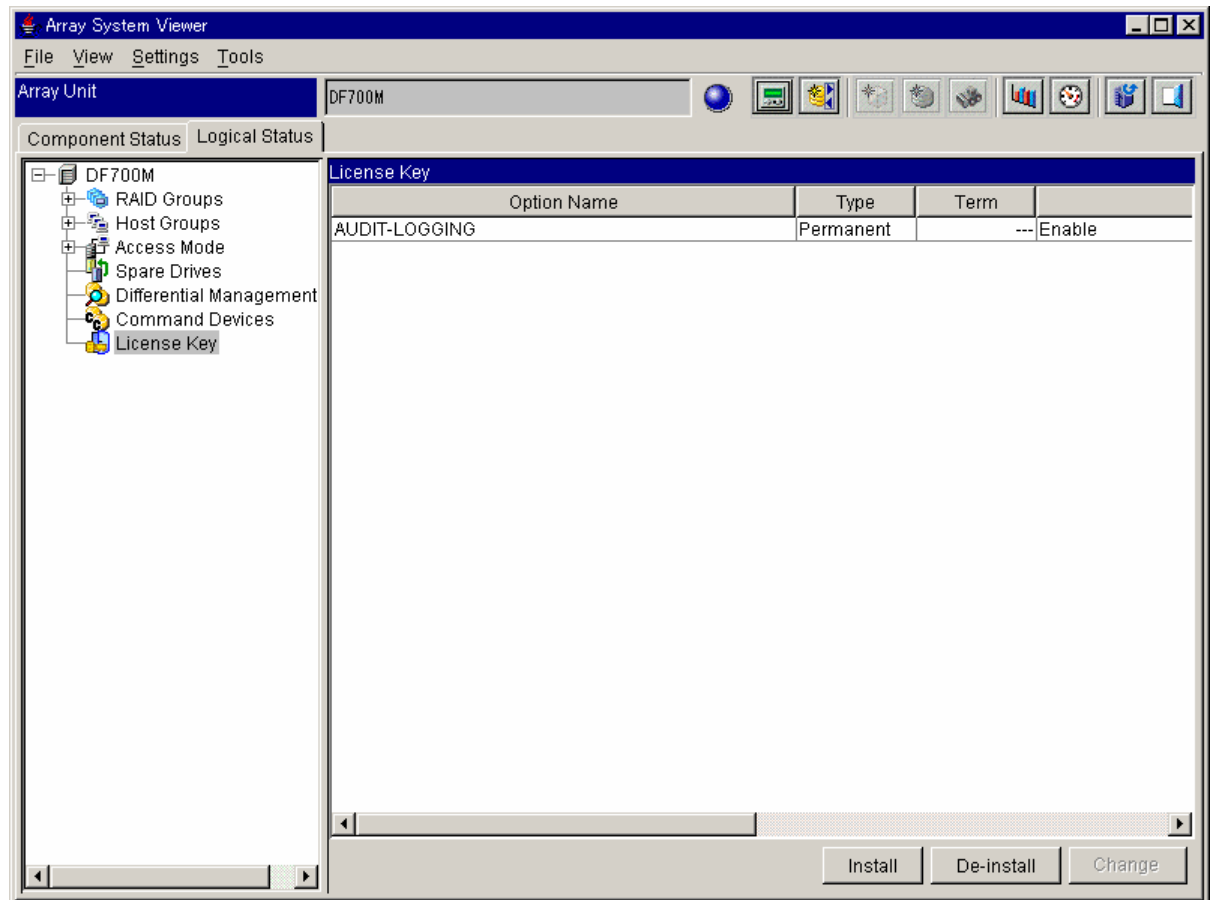 Array System Viewer
File View Settings Tools
Array Unit
DF700M
Component Status Logical Status
DF700M
RAID Groups
Host Groups
Access Mode
Spare Drives
Differential Management
Command Devices
License Key
License Key
Option Name Type Term
AUDIT-LOGGING Permanent --- Enable
Install De-install Change